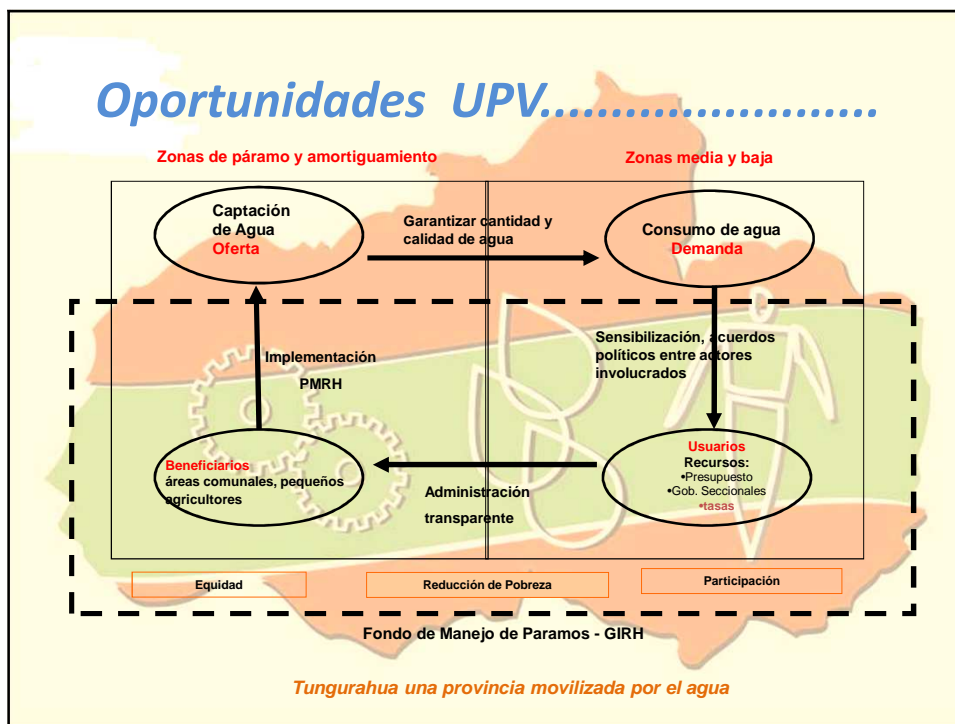 Oportunidades UPV.......................
Zonas de páramo y amortiguamiento
Zonas media y baja
Captación
de Agua
Oferta
Garantizar cantidad y
calidad de agua
Consumo de agua
Demanda
Implementación
PMRH
Sensibilización, acuerdos
políticos entre actores
involucrados
Beneficiarios
áreas comunales, pequeños
agricultores
Administración
transparente
Usuarios
Recursos:
•Presupuesto
•Gob. Seccionales
•tasas
Equidad
Reducción de Pobreza
Participación
Fondo de Manejo de Paramos - GIRH
Tungurahua una provincia movilizada por el agua